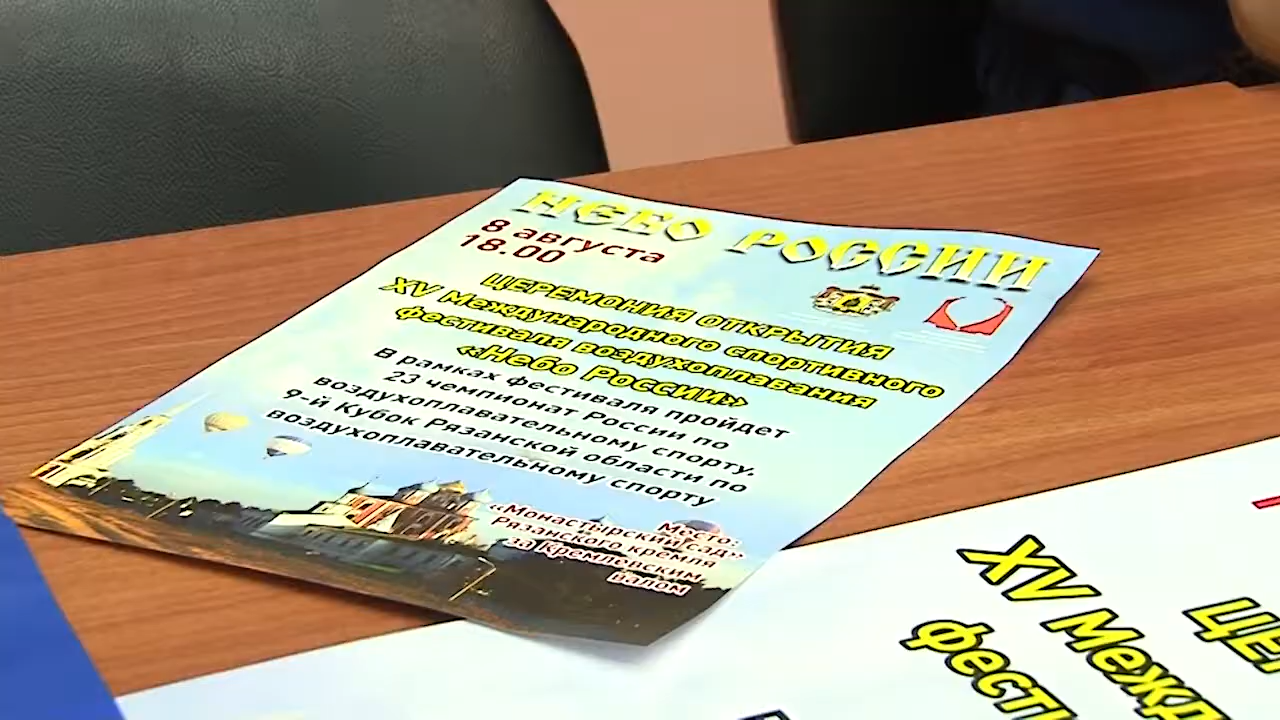 НЕБО РОССИИ
8 августа
18.00
ЦЕРЕМОНИЯ ОТКРЫТИЯ
XV Международного спортивного
фестиваля воздухоплавания
«Небо России»
В рамках фестиваля пройдет
23 чемпионат России по
воздухоплавательному спорту.
9-й Кубок Рязанской области по
воздухоплавательному спорту
Место:
«Монастырский сад»
Рязанского кремля
за Кремлевским
валом
ЦЕ
XV Межд
фести